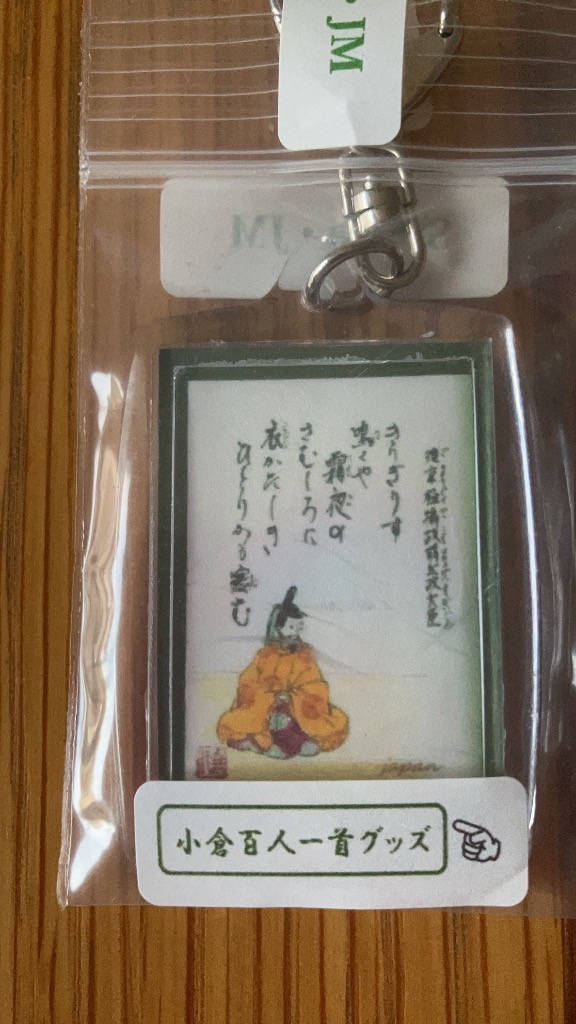 ・JM
後京極摂政前太政大臣
きりぎりす
鳴くや
霜夜の
さむしろに
衣かたしき
ひとりかも寝む
japan
小倉百人一首グッズ